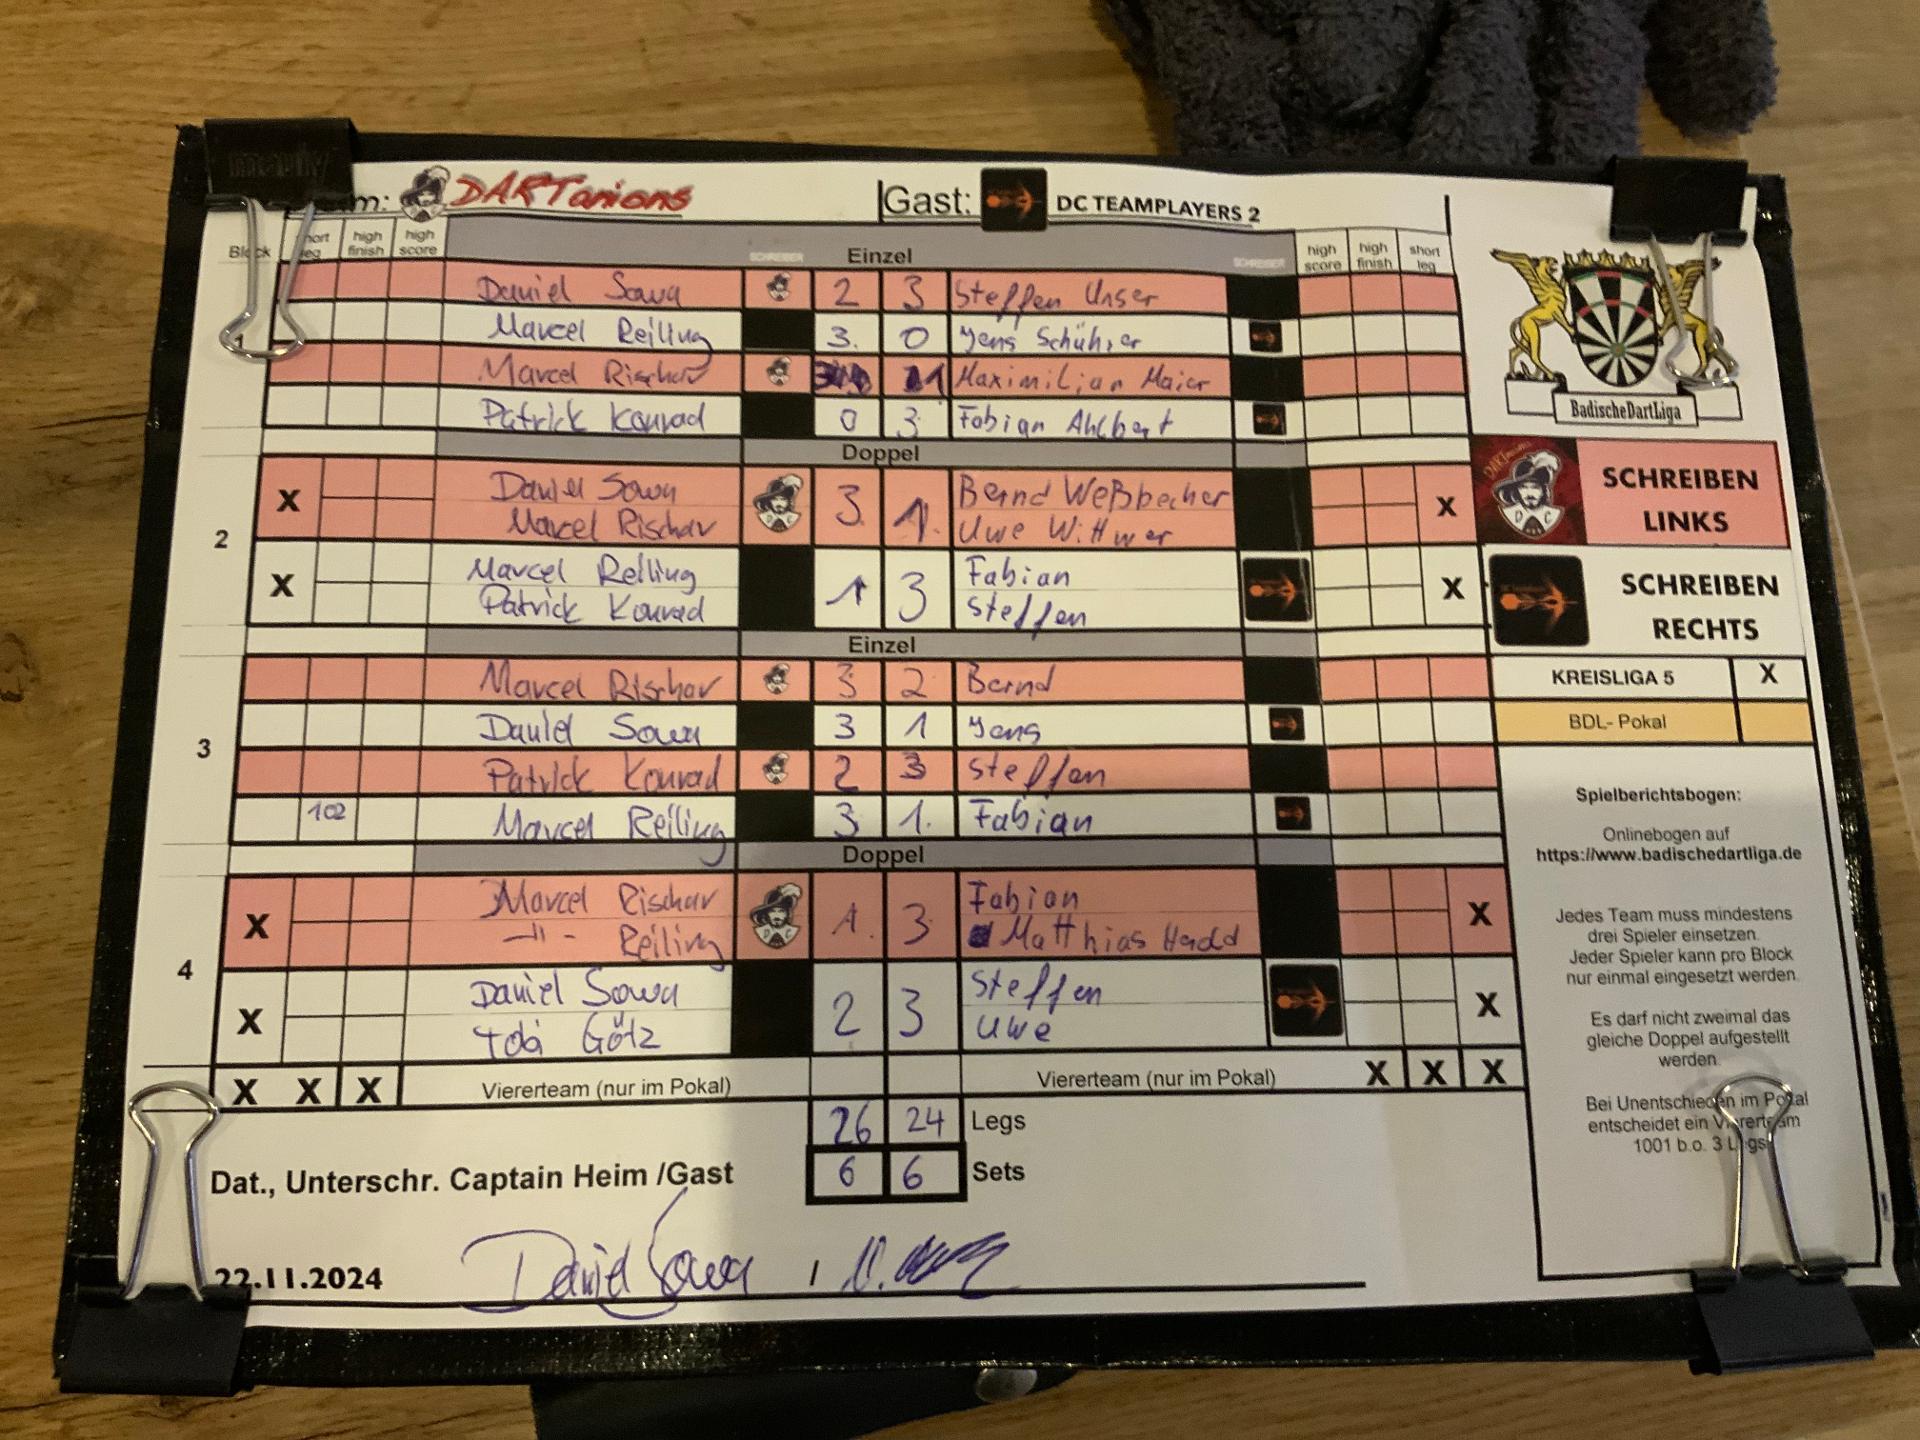 DARTanions Gast: DC TEAMPLAYERS 2
Block short leg high finish high score SCHREIBER Einzel SCHREIBER high score high finish short leg
Daniel Sowa 2 3 Steffen Unser
1 Marcel Reiling 3. 0 Jens Schührer
Marcel Rischar 1 Maximilian Maier
Patrick Konrad 0 3. Fabian Ahlbert
Doppel
2
X Daniel Sowa 3. 1. Bernd Weßbecher X
Marcel Rischar Uwe Wittwer
X Marcel Reiling 1 3 Fabian X
Patrick Konrad Steffen
Einzel
3
Marcel Rischar 3 2 Bernd
Daniel Sowa 3 1 Jens
Patrick Konrad 2 3 Steffen
102 Marcel Reiling 3 1. Fabian
Doppel
4
X Marcel Rischar 1. 3. Fabian X
-"- Reiling Matthias Hadd
X Daniel Sowa 2 3 Steffen X
Tobi Götz Uwe
X X X Viererteam (nur im Pokal) Viererteam (nur im Pokal) X X X
26 24 Legs
6 6 Sets
Dat., Unterschr. Captain Heim /Gast
22.11.2024 Daniel Sowa /
BadischeDartLiga
DARTanions
DC
SCHREIBEN
LINKS
SCHREIBEN
RECHTS
KREISLIGA 5 X
BDL- Pokal
Spielberichtsbogen:
Onlinebogen auf
https://www.badischedartliga.de
Jedes Team muss mindestens
drei Spieler einsetzen.
Jeder Spieler kann pro Block
nur einmal eingesetzt werden.
Es darf nicht zweimal das
gleiche Doppel aufgestellt
werden.
Bei Unentschieden im Pokal
entscheidet ein Viererteam
1001 b.o. 3 Legs